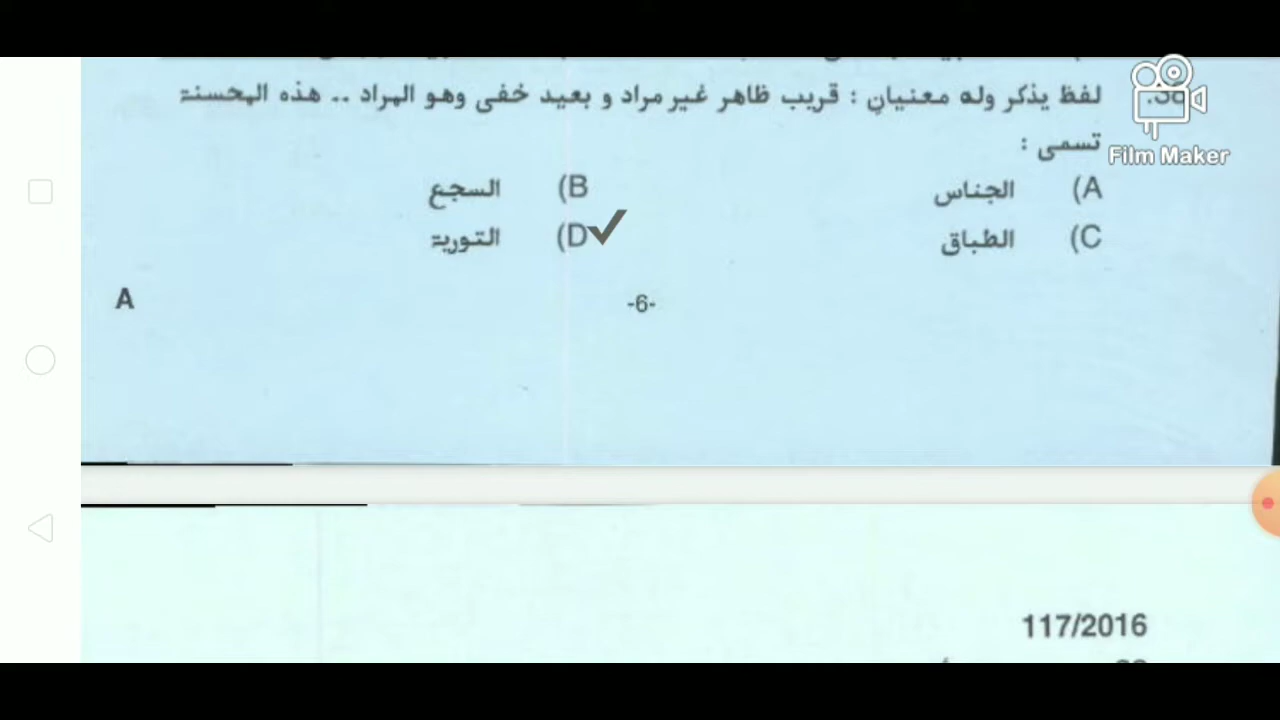 لفظ يذكر وله معنيان : قريب ظاهر غير مراد و بعيد خفى وهو المراد .. هذه المحسنة
تسمى :
Film Maker
A) الجناس
B) السجع
C) الطباق
D) التورية
A
-6-
117/2016